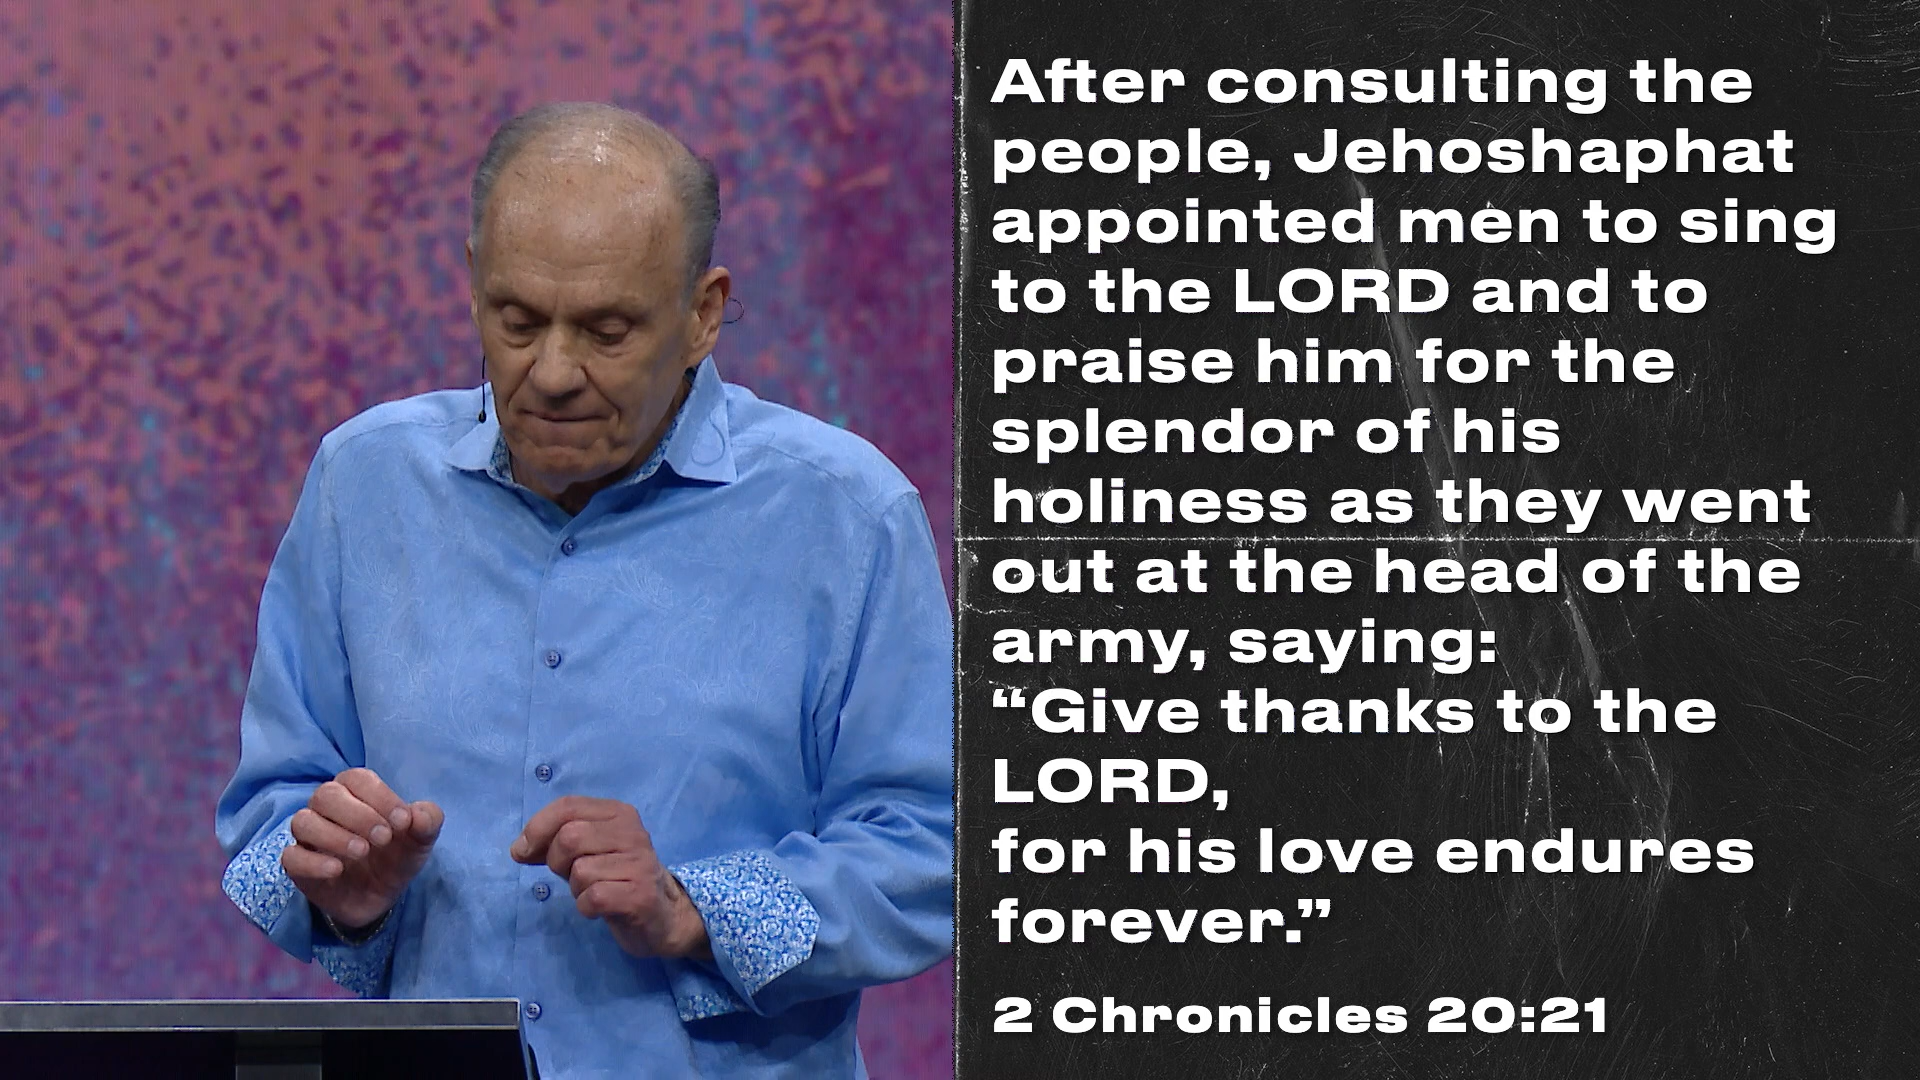 After consulting the
people, Jehoshaphat
appointed men to sing
to the LORD and to
praise him for the
splendor of his
holiness as they went
out at the head of the
army, saying:
“Give thanks to the
LORD,
for his love endures
forever.”
2 Chronicles 20:21